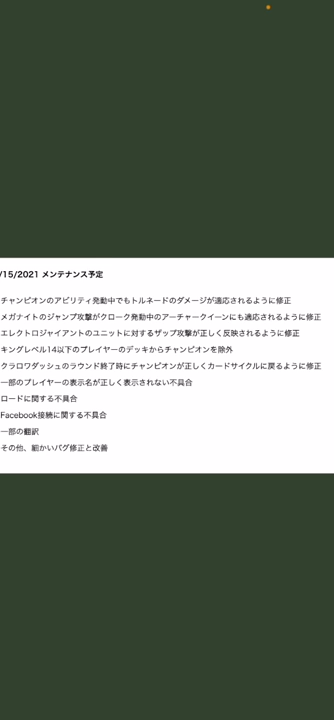 /15/2021 メンテナンス予定
チャンピオンのアビリティ発動中でもトルネードのダメージが適応されるように修正
メガナイトのジャンプ攻撃がクローク発動中のアーチャークイーンにも適応されるように修正
エレクトロジャイアントのユニットに対するザップ攻撃が正しく反映されるように修正
キングレベル14以下のプレイヤーのデッキからチャンピオンを除外
クラロワダッシュのラウンド終了時にチャンピオンが正しくカードサイクルに戻るように修正
一部のプレイヤーの表示名が正しく表示されない不具合
ロードに関する不具合
Facebook接続に関する不具合
一部の翻訳
その他、細かいバグ修正と改善